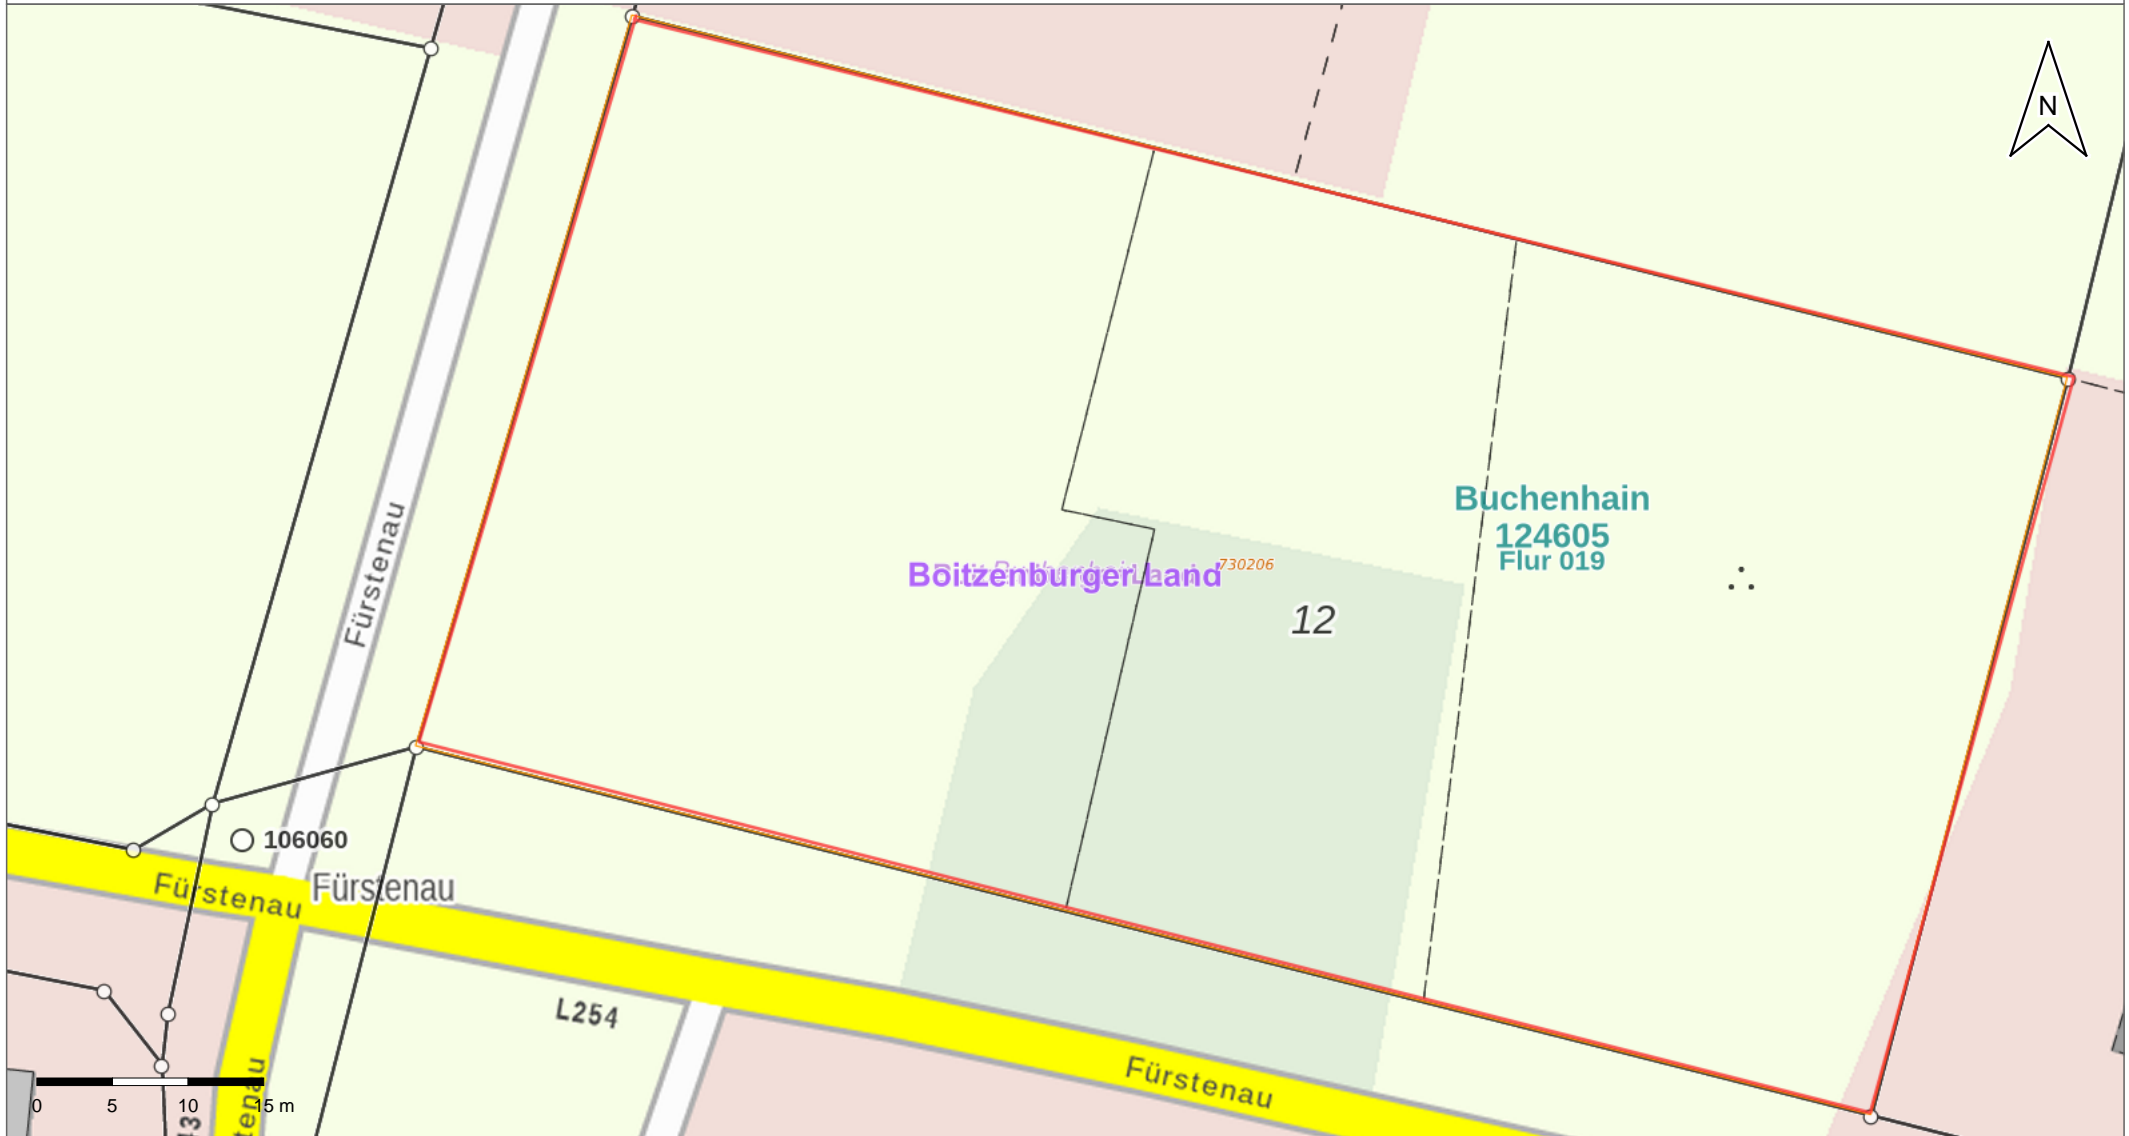 N
Fürstenau
Buchenhain
124605
Flur 019
Boitzenburger Land
730206
12
106060
Fürstenau
Fürstenau
L254
Fürstenau
0 5 10 15 m